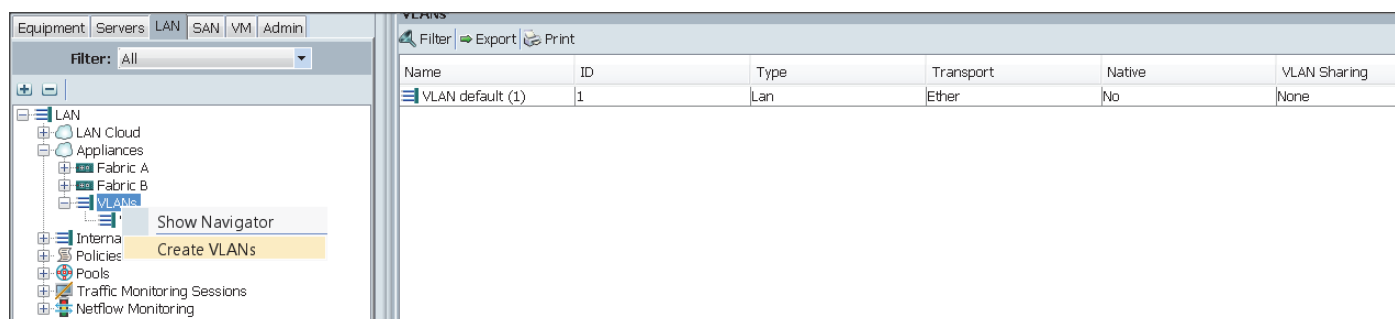 VLANs
Equipment Servers LAN SAN VM Admin
Filter Export Print
Filter: All
Name ID Type Transport Native VLAN Sharing
VLAN default (1) 1 Lan Ether No None
LAN
LAN Cloud
Appliances
Fabric A
Fabric B
VLANs
Show Navigator
Interna
Create VLANs
Policies
Pools
Traffic Monitoring Sessions
Netflow Monitoring